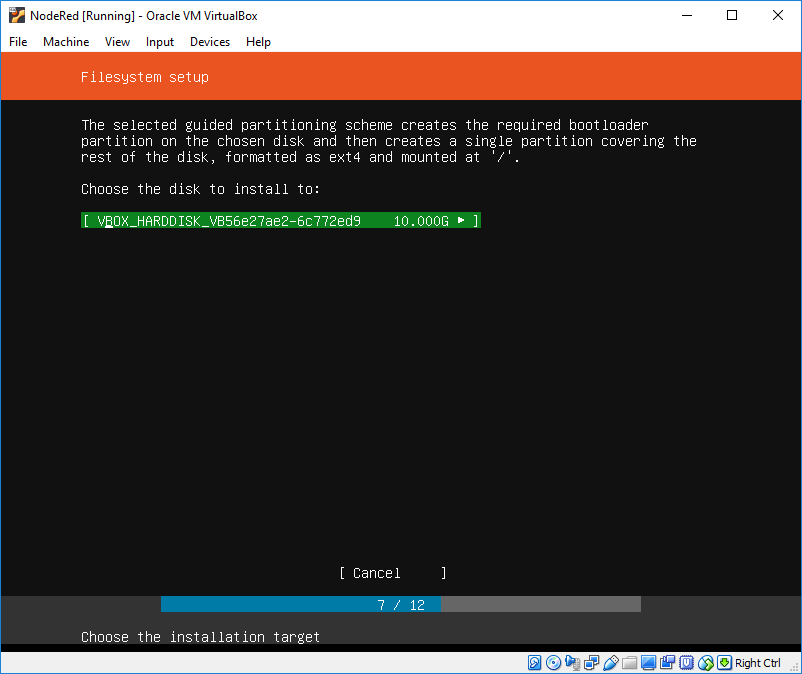 NodeRed [Running] - Oracle VM VirtualBox
File Machine View Input Devices Help
Filesystem setup
The selected guided partitioning scheme creates the required bootloader
partition on the chosen disk and then creates a single partition covering the
rest of the disk, formatted as ext4 and mounted at '/'.
Choose the disk to install to:
[ VBOX_HARDDISK_VB56e27ae2-6c772ed9 10.000G ▸ ]
[ Cancel ]
7 / 12
Choose the installation target
Right Ctrl